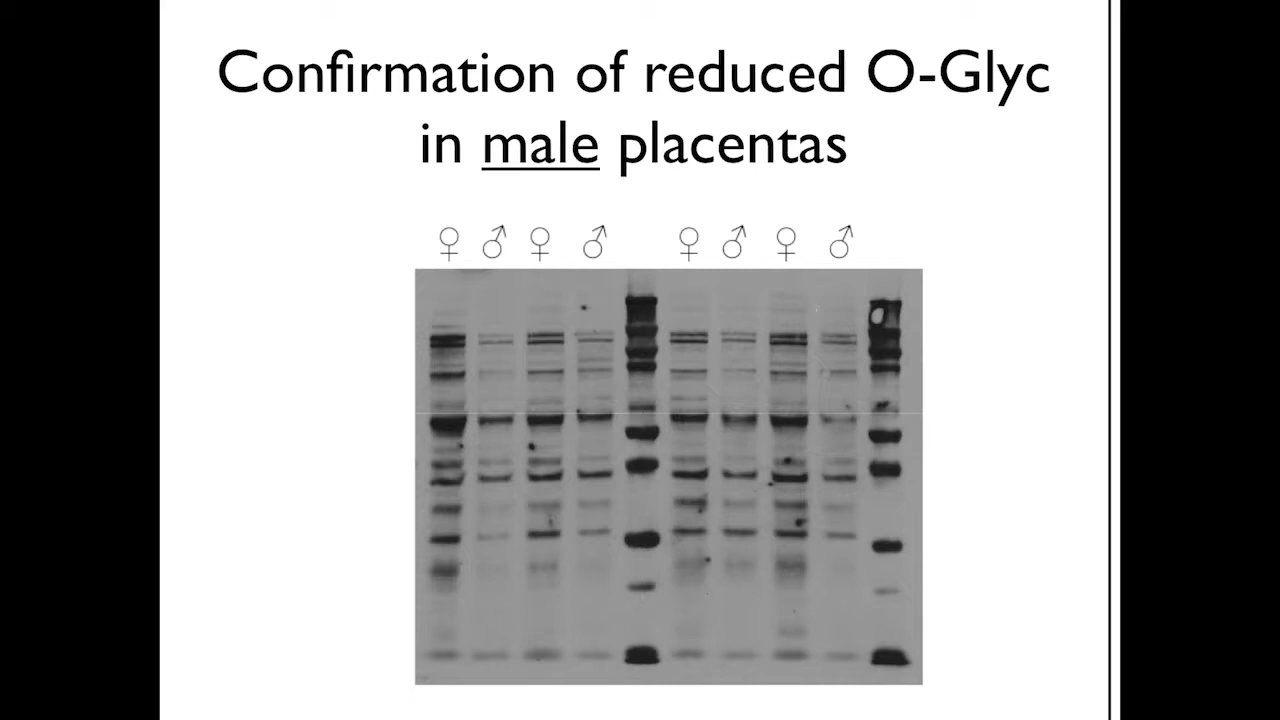 Confirmation of reduced O-Glyc
in male placentas
♀ ♂ ♀ ♂ ♀ ♂ ♀ ♂